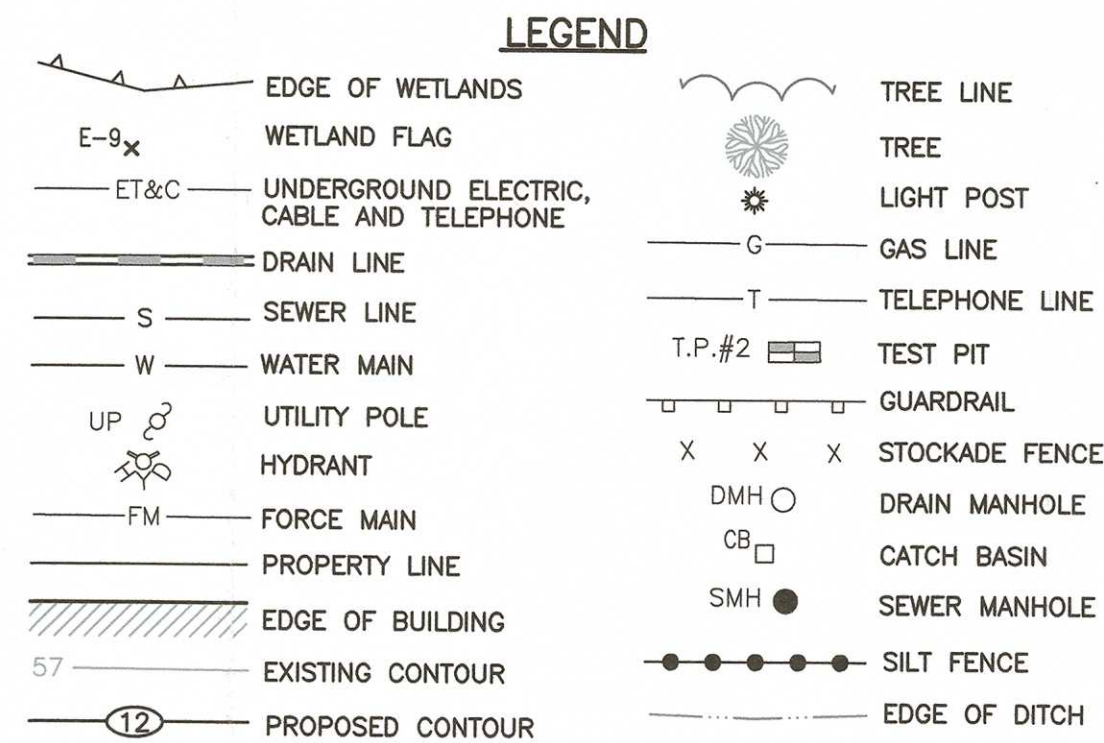 LEGEND
EDGE OF WETLANDS
E-9x WETLAND FLAG
ET&C UNDERGROUND ELECTRIC,
CABLE AND TELEPHONE
DRAIN LINE
S SEWER LINE
W WATER MAIN
UP UTILITY POLE
HYDRANT
FM FORCE MAIN
PROPERTY LINE
EDGE OF BUILDING
57 EXISTING CONTOUR
12 PROPOSED CONTOUR
TREE LINE
TREE
LIGHT POST
G GAS LINE
T TELEPHONE LINE
T.P.#2 TEST PIT
GUARDRAIL
X X X STOCKADE FENCE
DMH DRAIN MANHOLE
CB CATCH BASIN
SMH SEWER MANHOLE
SILT FENCE
EDGE OF DITCH